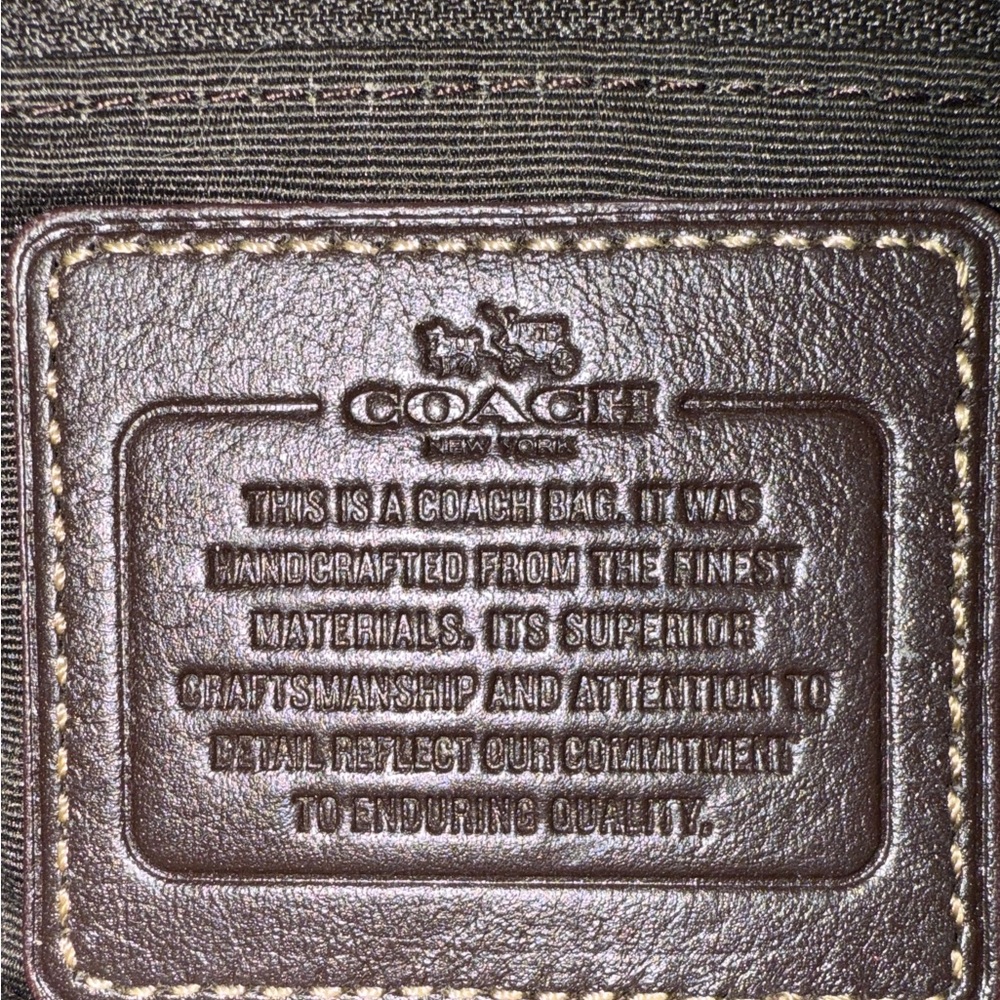 COACH
NEW YORK
THIS IS A COACH BAG. IT WAS
HANDCRAFTED FROM THE FINEST
MATERIALS. ITS SUPERIOR
CRAFTSMANSHIP AND ATTENTION TO
DETAIL REFLECT OUR COMMITMENT
TO ENDURING QUALITY.